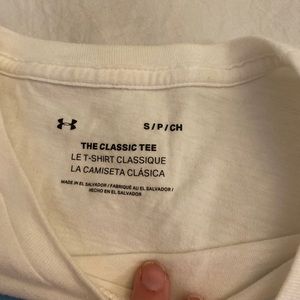 S / P / CH
THE CLASSIC TEE
LE T-SHIRT CLASSIQUE
LA CAMISETA CLÁSICA
MADE IN EL SALVADOR / FABRIQUÉ AU EL SALVADOR /
HECHO EN EL SALVADOR